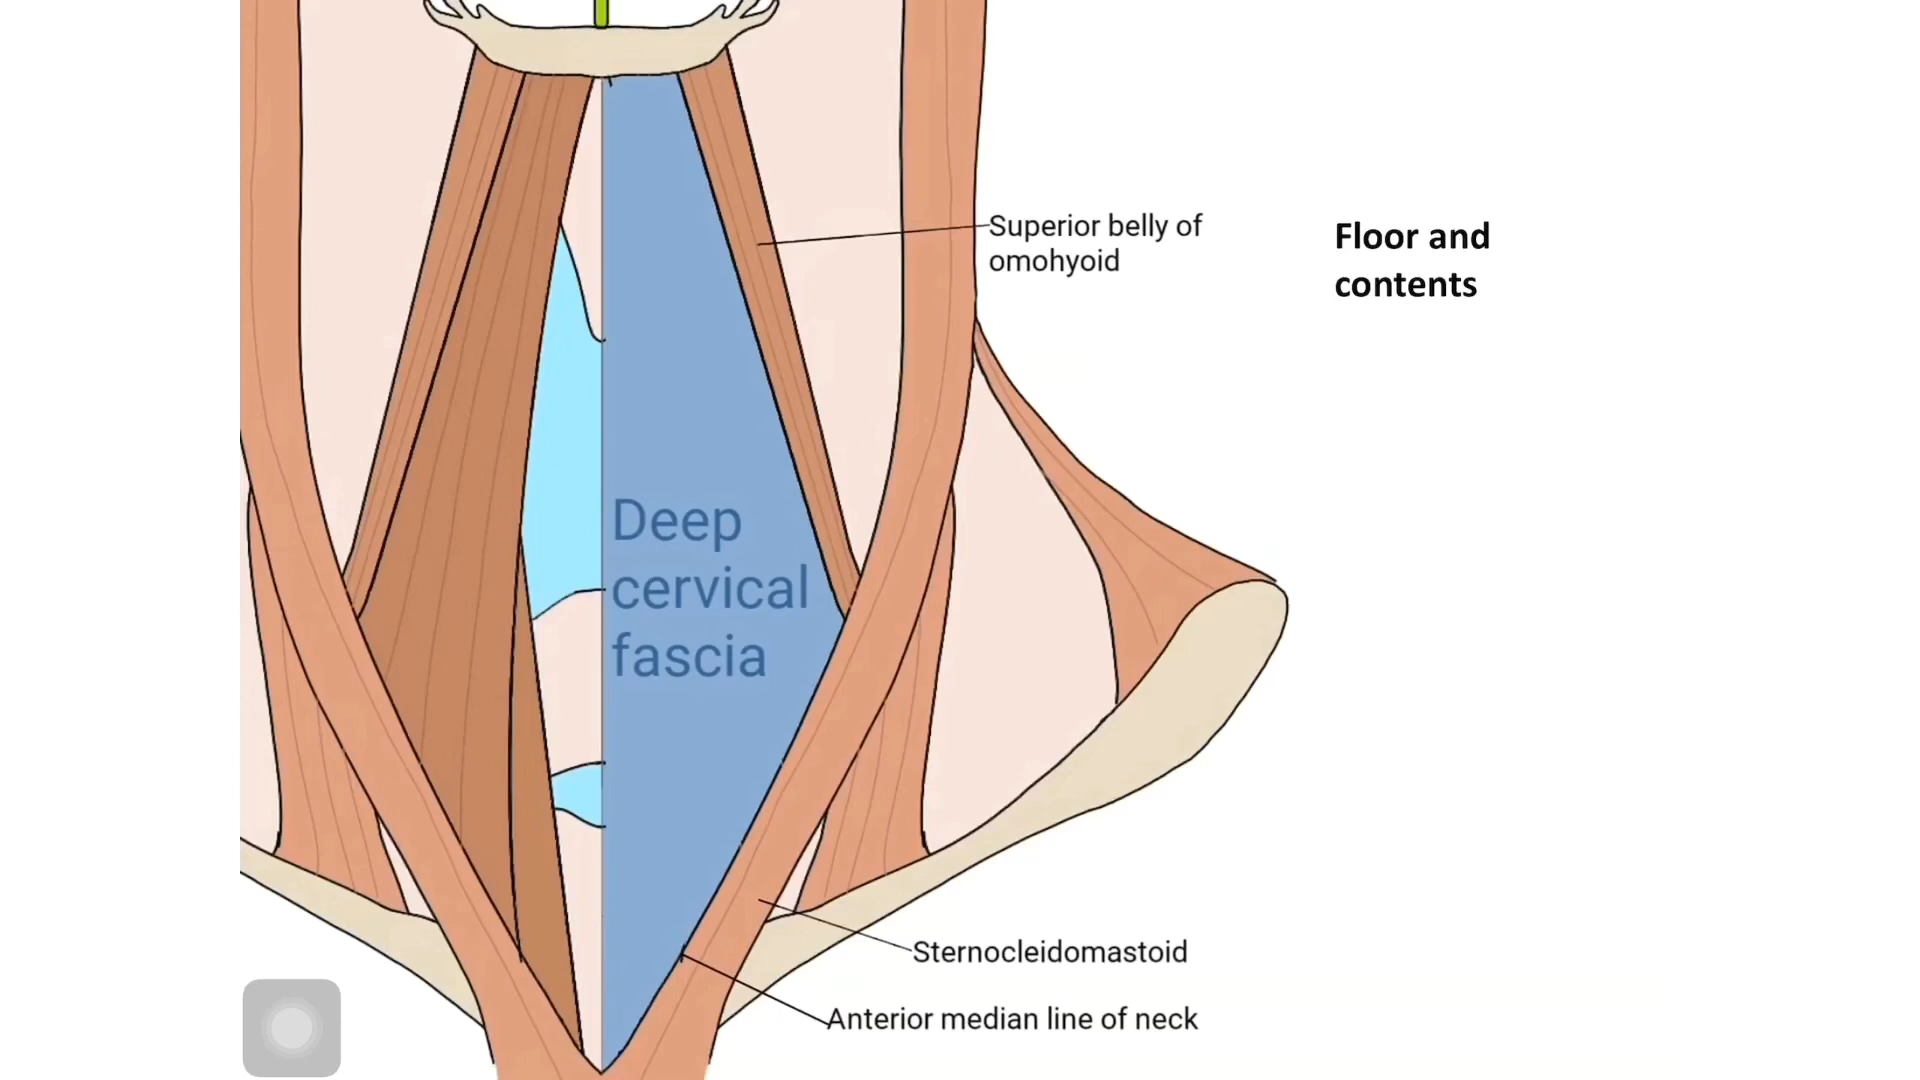 Superior belly of
omohyoid
Floor and
contents
Deep
cervical
fascia
Sternocleidomastoid
Anterior median line of neck